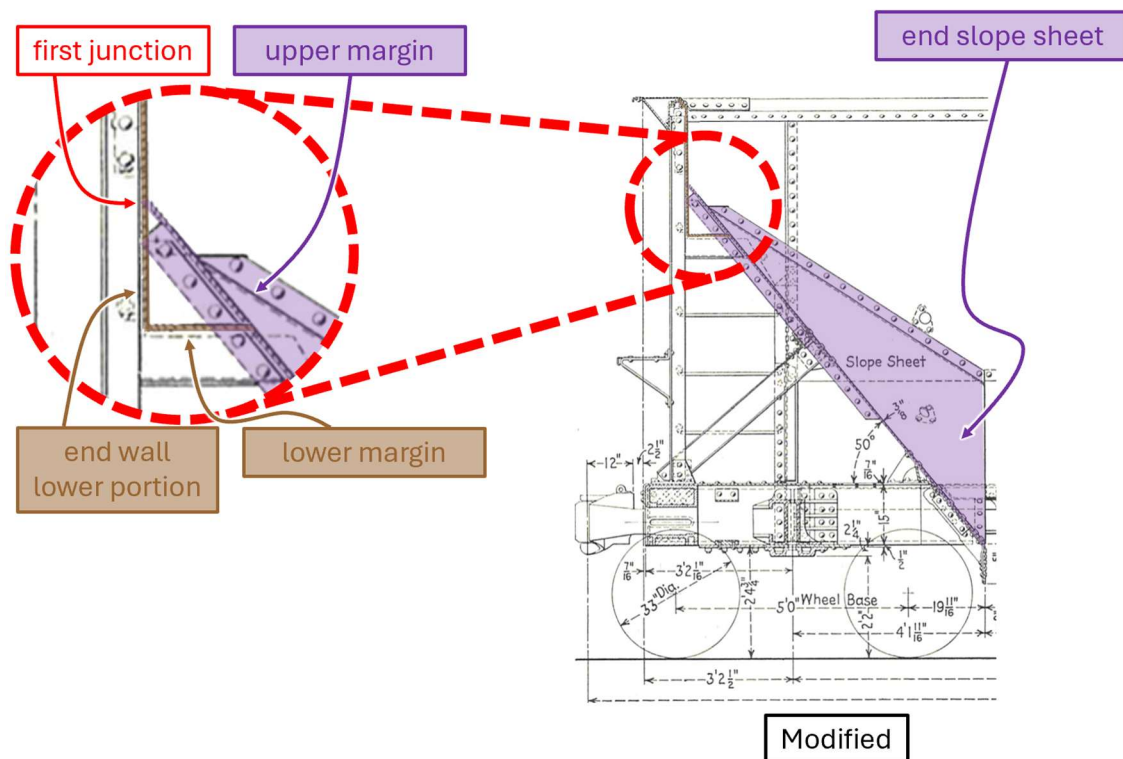 first junction
upper margin
end slope sheet
end wall
lower portion
lower margin
Slope Sheet
3"
8
50°
12"
2 1/2"
7/16"
15"
2 1/4"
1/2"
7/16"
3'2 1/16"
33"Dia.
2'4 3/4"
5'0" Wheel Base
19 11/16"
2'2"
4'1 11/16"
3'2 1/2"
Modified